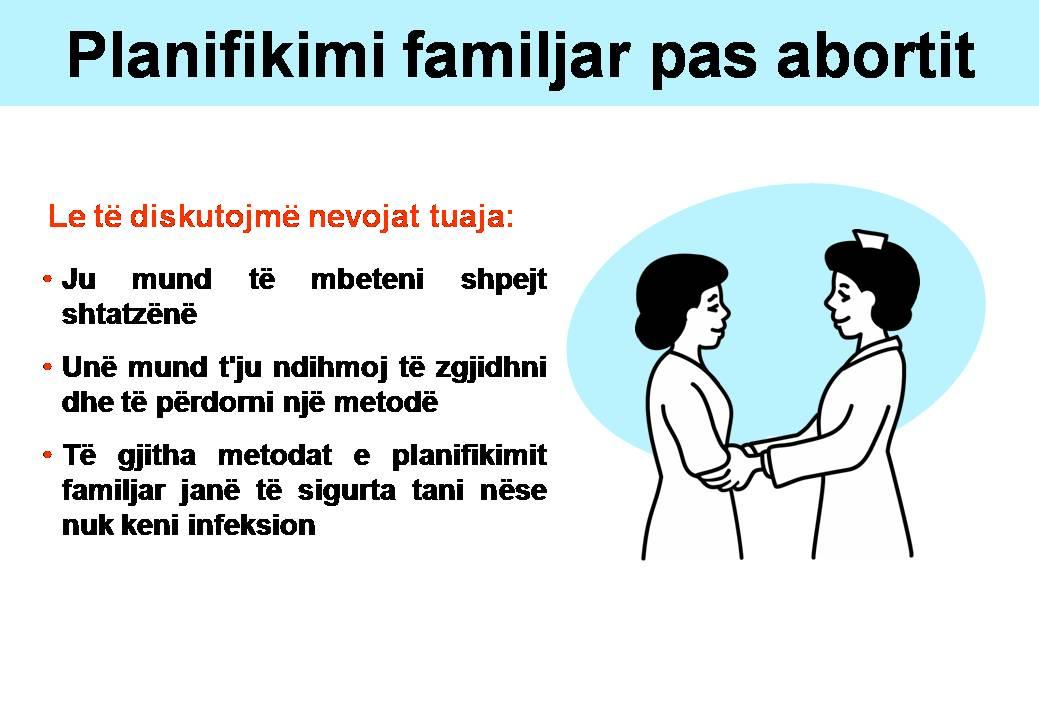 Planifikimi familjar pas abortit
Le të diskutojmë nevojat tuaja:
• Ju mund të mbeteni shpejt
shtatzënë
• Unë mund t'ju ndihmoj të zgjidhni
dhe të përdorni një metodë
• Të gjitha metodat e planifikimit
familjar janë të sigurta tani nëse
nuk keni infeksion